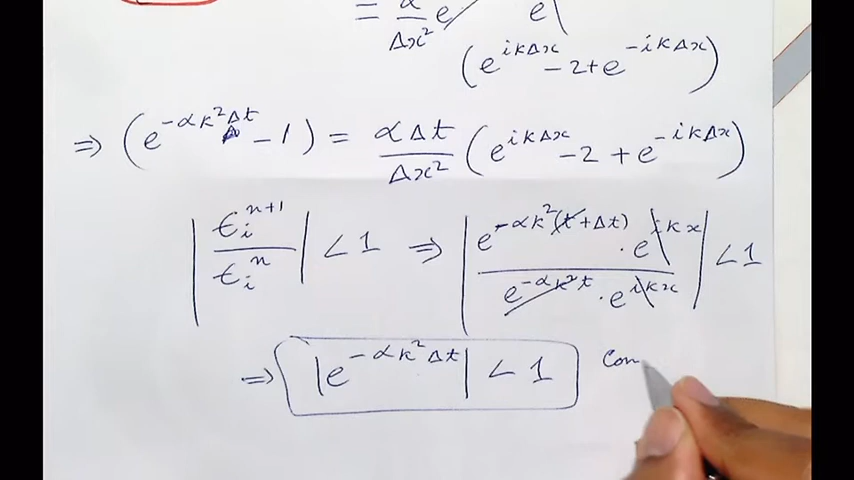 = α/Δx² e e
(e^{ikΔx} - 2 + e^{-ikΔx})
⇒ (e^{-αk²Δt} - 1) = αΔt/Δx² (e^{ikΔx} - 2 + e^{-ikΔx})
|ϵ_i^{n+1}/ϵ_i^n| < 1 ⇒ |e^{-αk²(t+Δt)} · e^{ikx} / e^{-αk²t} · e^{ikx}| < 1
⇒ |e^{-αk²Δt}| < 1 Con